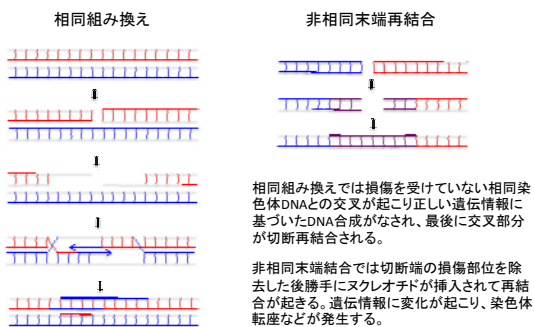 相同組み換え
非相同末端再結合
相同組み換えでは損傷を受けていない相同染
色体DNAとの交叉が起こり正しい遺伝情報に
基づいたDNA合成がなされ、最後に交叉部分
が切断再結合される。
非相同末端結合では切断端の損傷部位を除
去した後勝手にヌクレオチドが挿入されて再結
合が起きる。遺伝情報に変化が起こり、染色体
転座などが発生する。